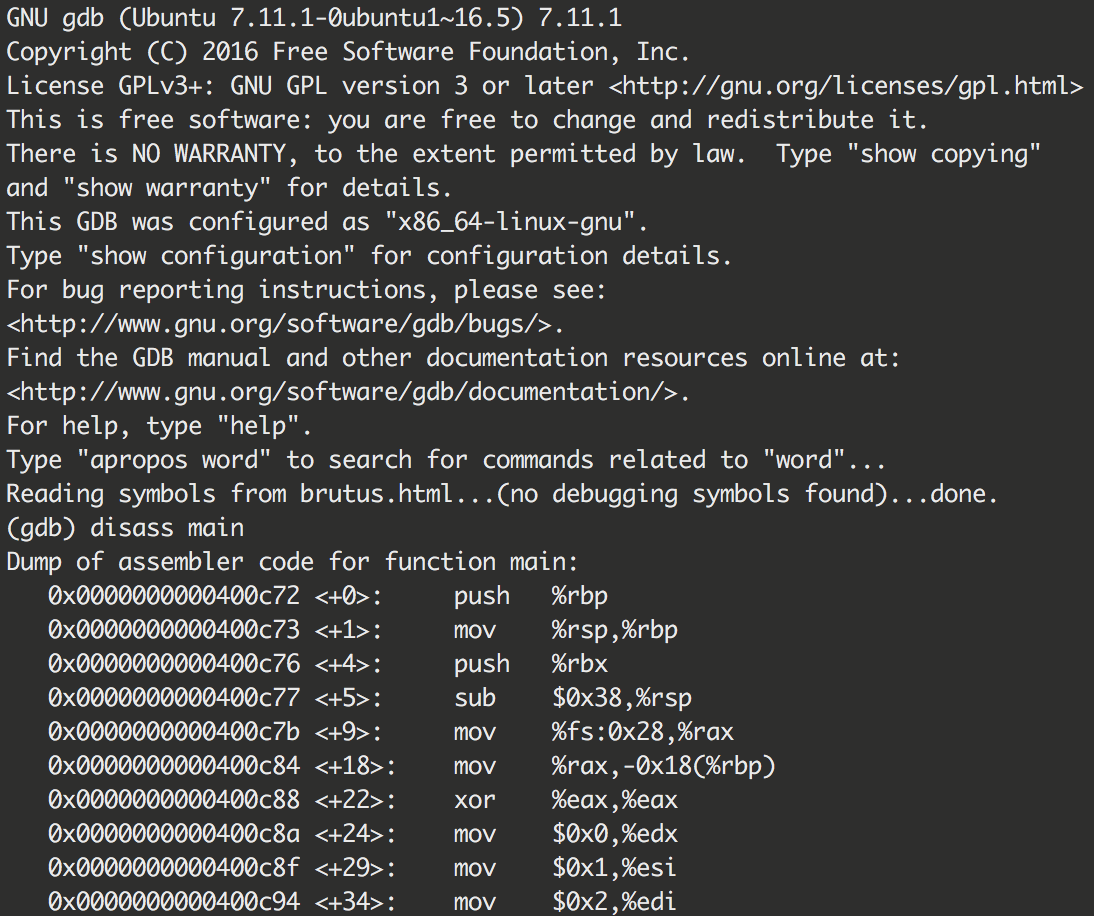 GNU gdb (Ubuntu 7.11.1-0ubuntu1~16.5) 7.11.1
Copyright (C) 2016 Free Software Foundation, Inc.
License GPLv3+: GNU GPL version 3 or later <http://gnu.org/licenses/gpl.html>
This is free software: you are free to change and redistribute it.
There is NO WARRANTY, to the extent permitted by law.  Type "show copying"
and "show warranty" for details.
This GDB was configured as "x86_64-linux-gnu".
Type "show configuration" for configuration details.
For bug reporting instructions, please see:
<http://www.gnu.org/software/gdb/bugs/>.
Find the GDB manual and other documentation resources online at:
<http://www.gnu.org/software/gdb/documentation/>.
For help, type "help".
Type "apropos word" to search for commands related to "word"...
Reading symbols from brutus.html...(no debugging symbols found)...done.
(gdb) disass main
Dump of assembler code for function main:
   0x0000000000400c72 <+0>:     push   %rbp
   0x0000000000400c73 <+1>:     mov    %rsp,%rbp
   0x0000000000400c76 <+4>:     push   %rbx
   0x0000000000400c77 <+5>:     sub    $0x38,%rsp
   0x0000000000400c7b <+9>:     mov    %fs:0x28,%rax
   0x0000000000400c84 <+18>:    mov    %rax,-0x18(%rbp)
   0x0000000000400c88 <+22>:    xor    %eax,%eax
   0x0000000000400c8a <+24>:    mov    $0x0,%edx
   0x0000000000400c8f <+29>:    mov    $0x1,%esi
   0x0000000000400c94 <+34>:    mov    $0x2,%edi